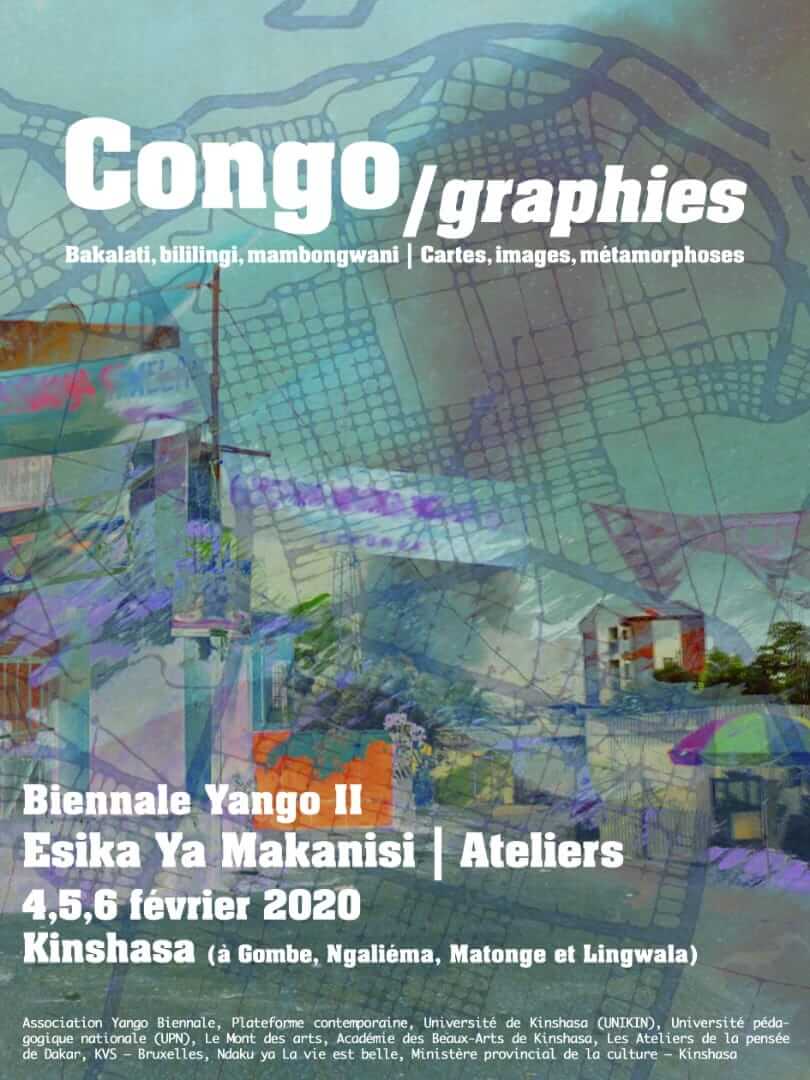 Congo/graphies
Bakalati, bililingi, mambongwani | Cartes, images, métamorphoses
Biennale Yango II
Esika Ya Makanisi | Ateliers
4,5,6 février 2020
Kinshasa (à Gombe, Ngaliéma, Matonge et Lingwala)
Association Yango Biennale, Plateforme contemporaine, Université de Kinshasa (UNIKIN), Université péda-
gogique nationale (UPN), Le Mont des arts, Académie des Beaux-Arts de Kinshasa, Les Ateliers de la pensée
de Dakar, KVS – Bruxelles, Ndaku ya La vie est belle, Ministère provincial de la culture – Kinshasa